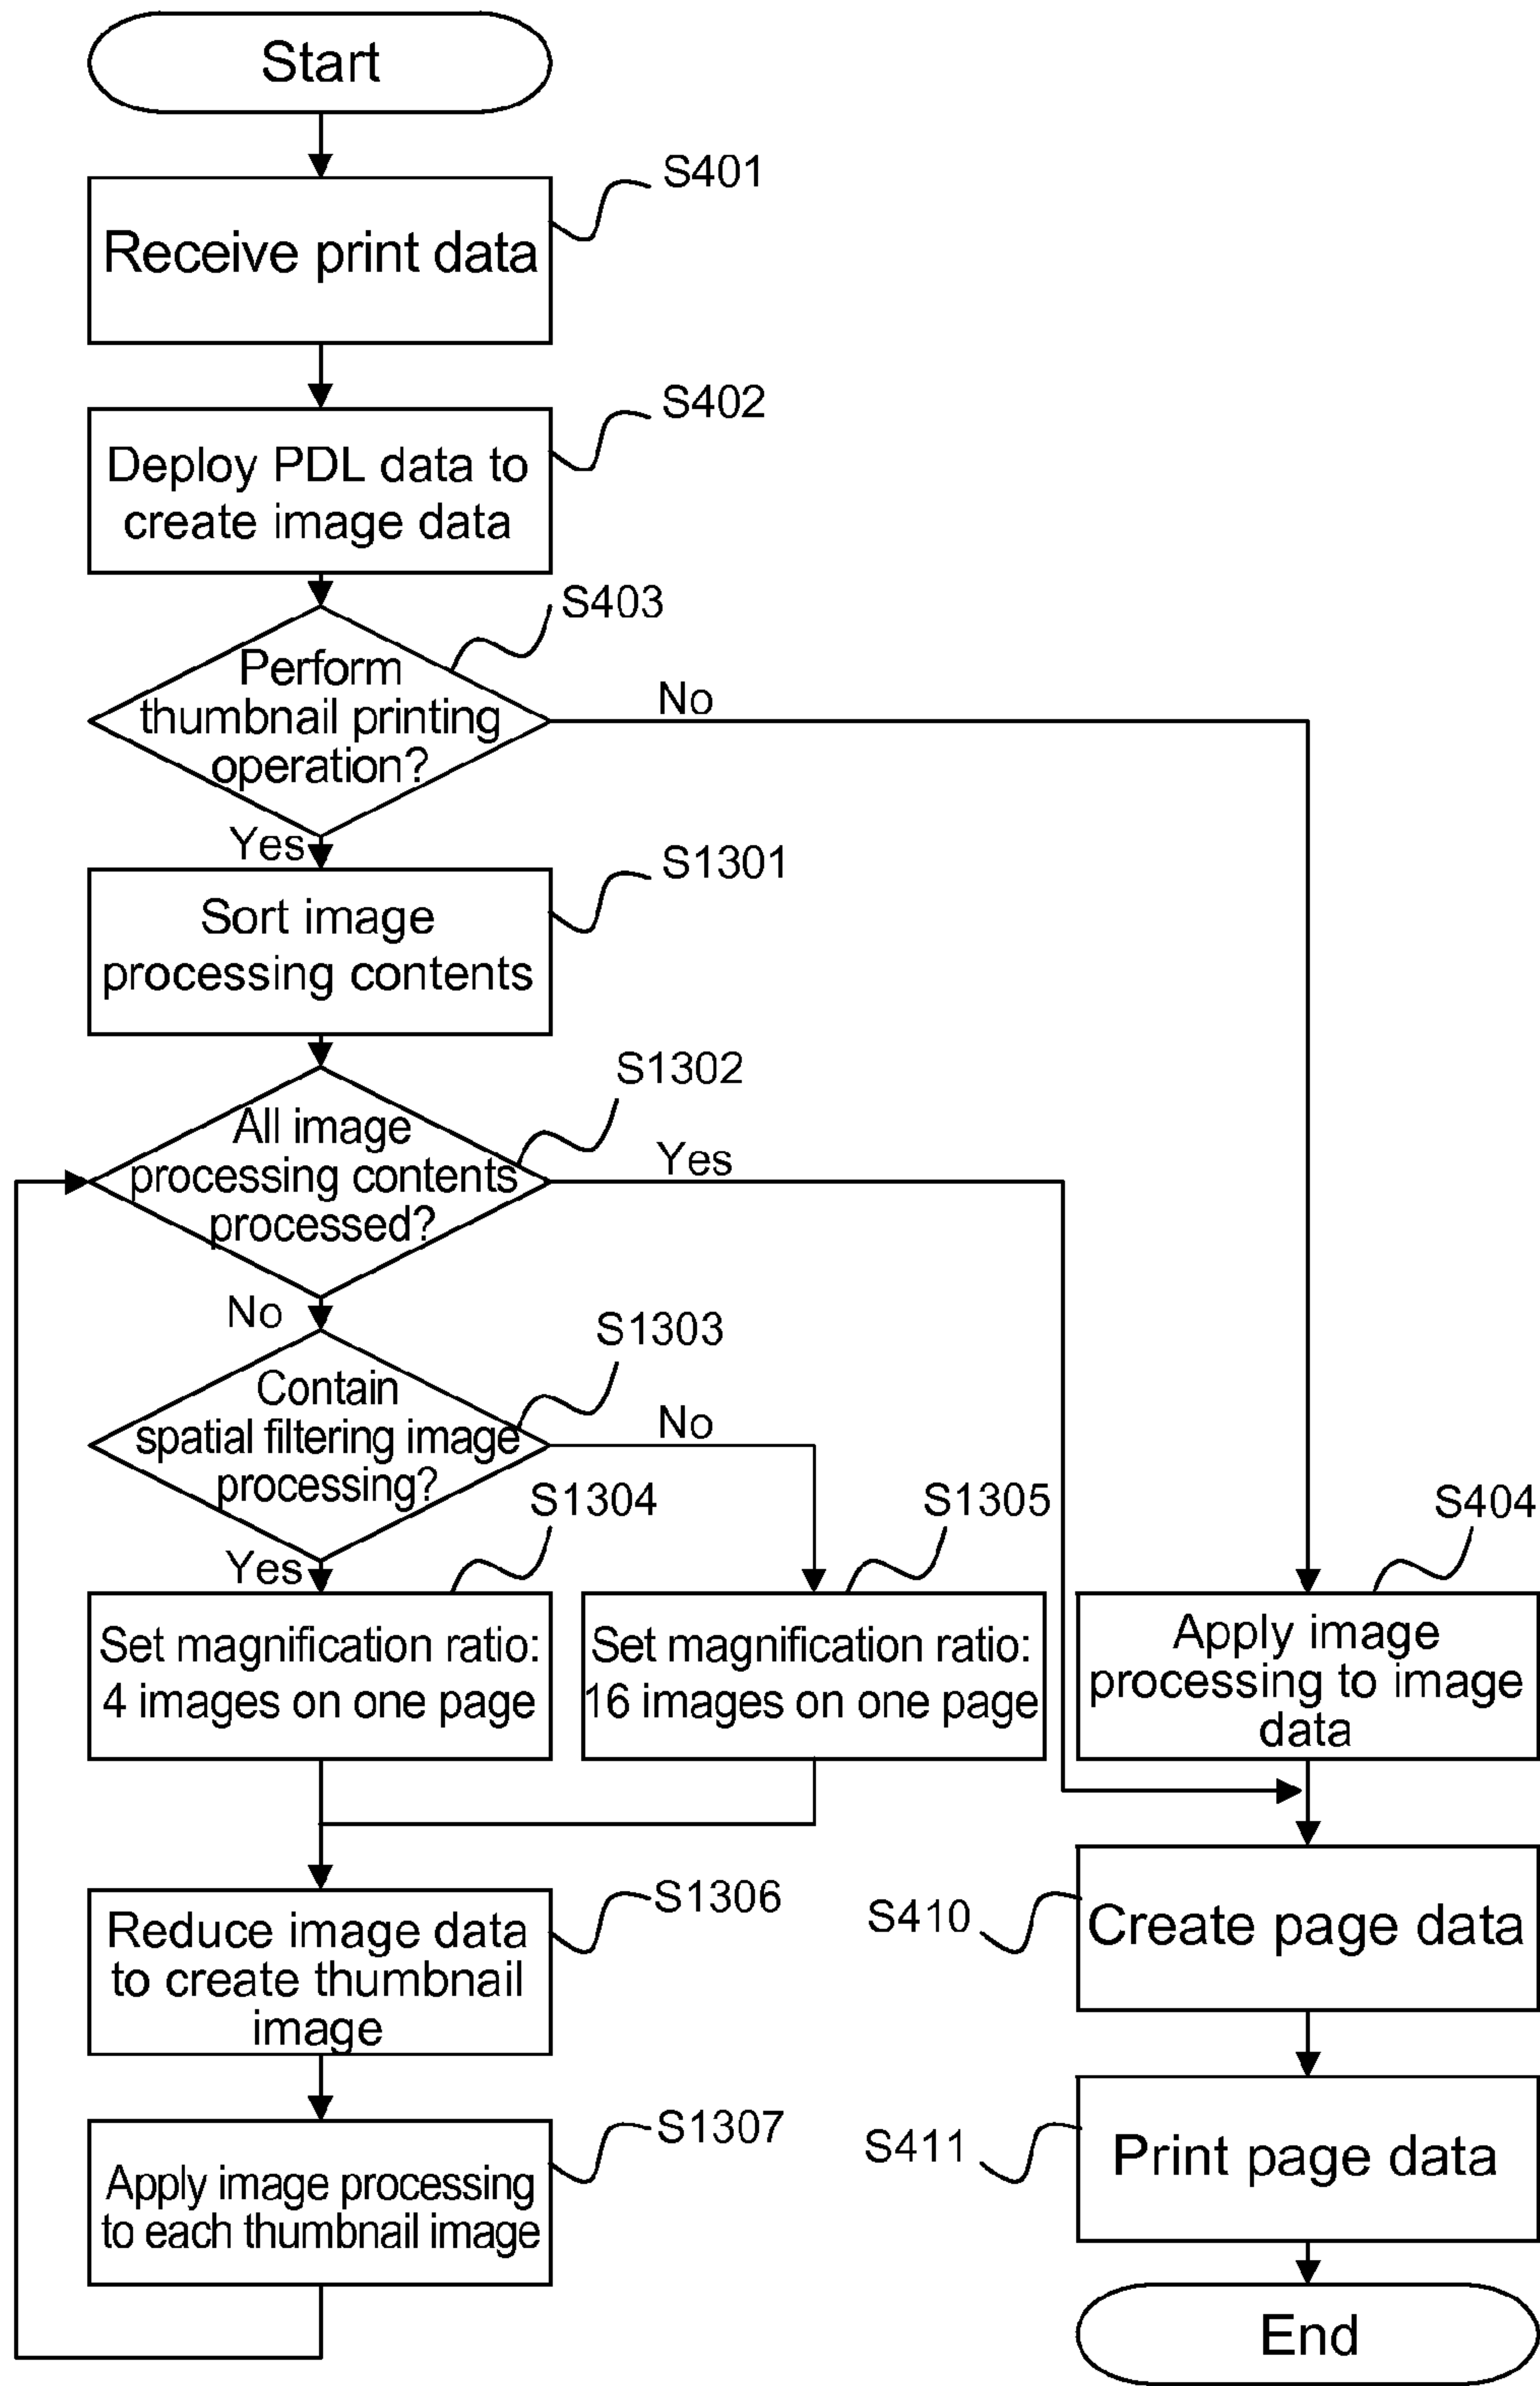 Start
S401
Receive print data
S402
Deploy PDL data to
create image data
S403
Perform
thumbnail printing
operation?
No
Yes
S1301
Sort image
processing contents
S1302
All image
processing contents
processed?
Yes
No
S1303
Contain
spatial filtering image
processing?
No
Yes
S1304
Set magnification ratio:
4 images on one page
S1305
Set magnification ratio:
16 images on one page
S404
Apply image
processing to image
data
S1306
Reduce image data
to create thumbnail
image
S1307
Apply image processing
to each thumbnail image
S410
Create page data
S411
Print page data
End